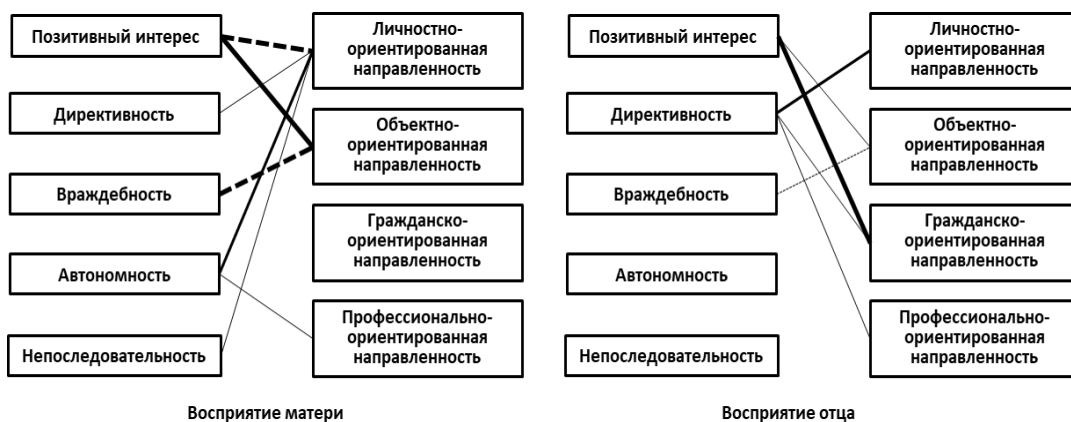 Позитивный интерес
Директивность
Враждебность
Автономность
Непоследовательность
Личностно-
ориентированная
направленность
Объектно-
ориентированная
направленность
Гражданско-
ориентированная
направленность
Профессионально-
ориентированная
направленность
Восприятие матери
Позитивный интерес
Директивность
Враждебность
Автономность
Непоследовательность
Личностно-
ориентированная
направленность
Объектно-
ориентированная
направленность
Гражданско-
ориентированная
направленность
Профессионально-
ориентированная
направленность
Восприятие отца